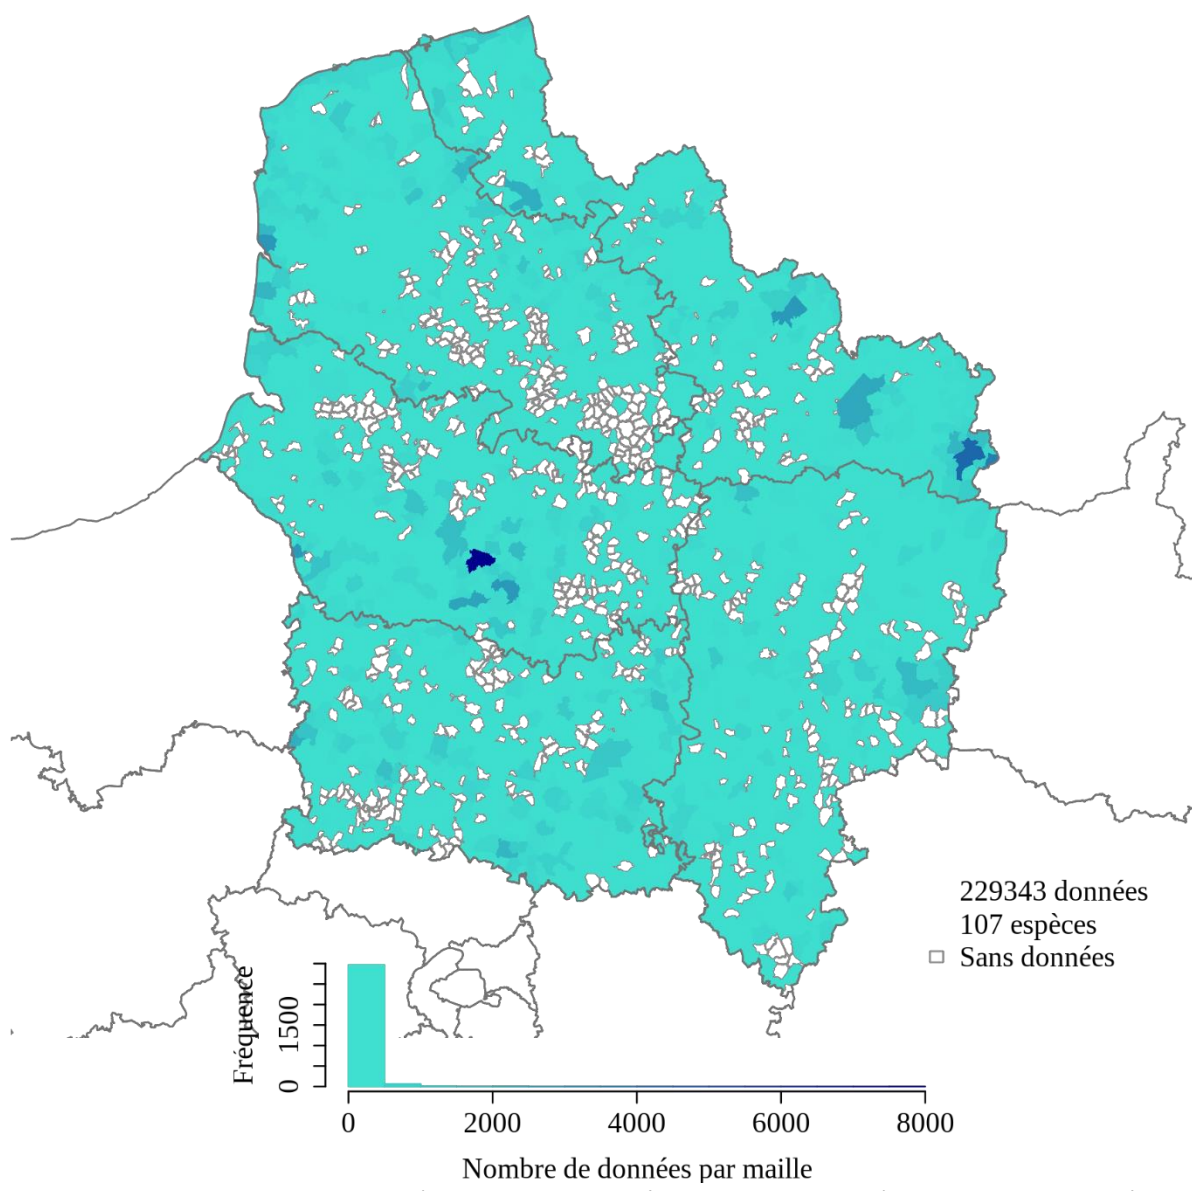 229343 données
107 espèces
Sans données
Fréquence
0 1500
0 2000 4000 6000 8000
Nombre de données par maille